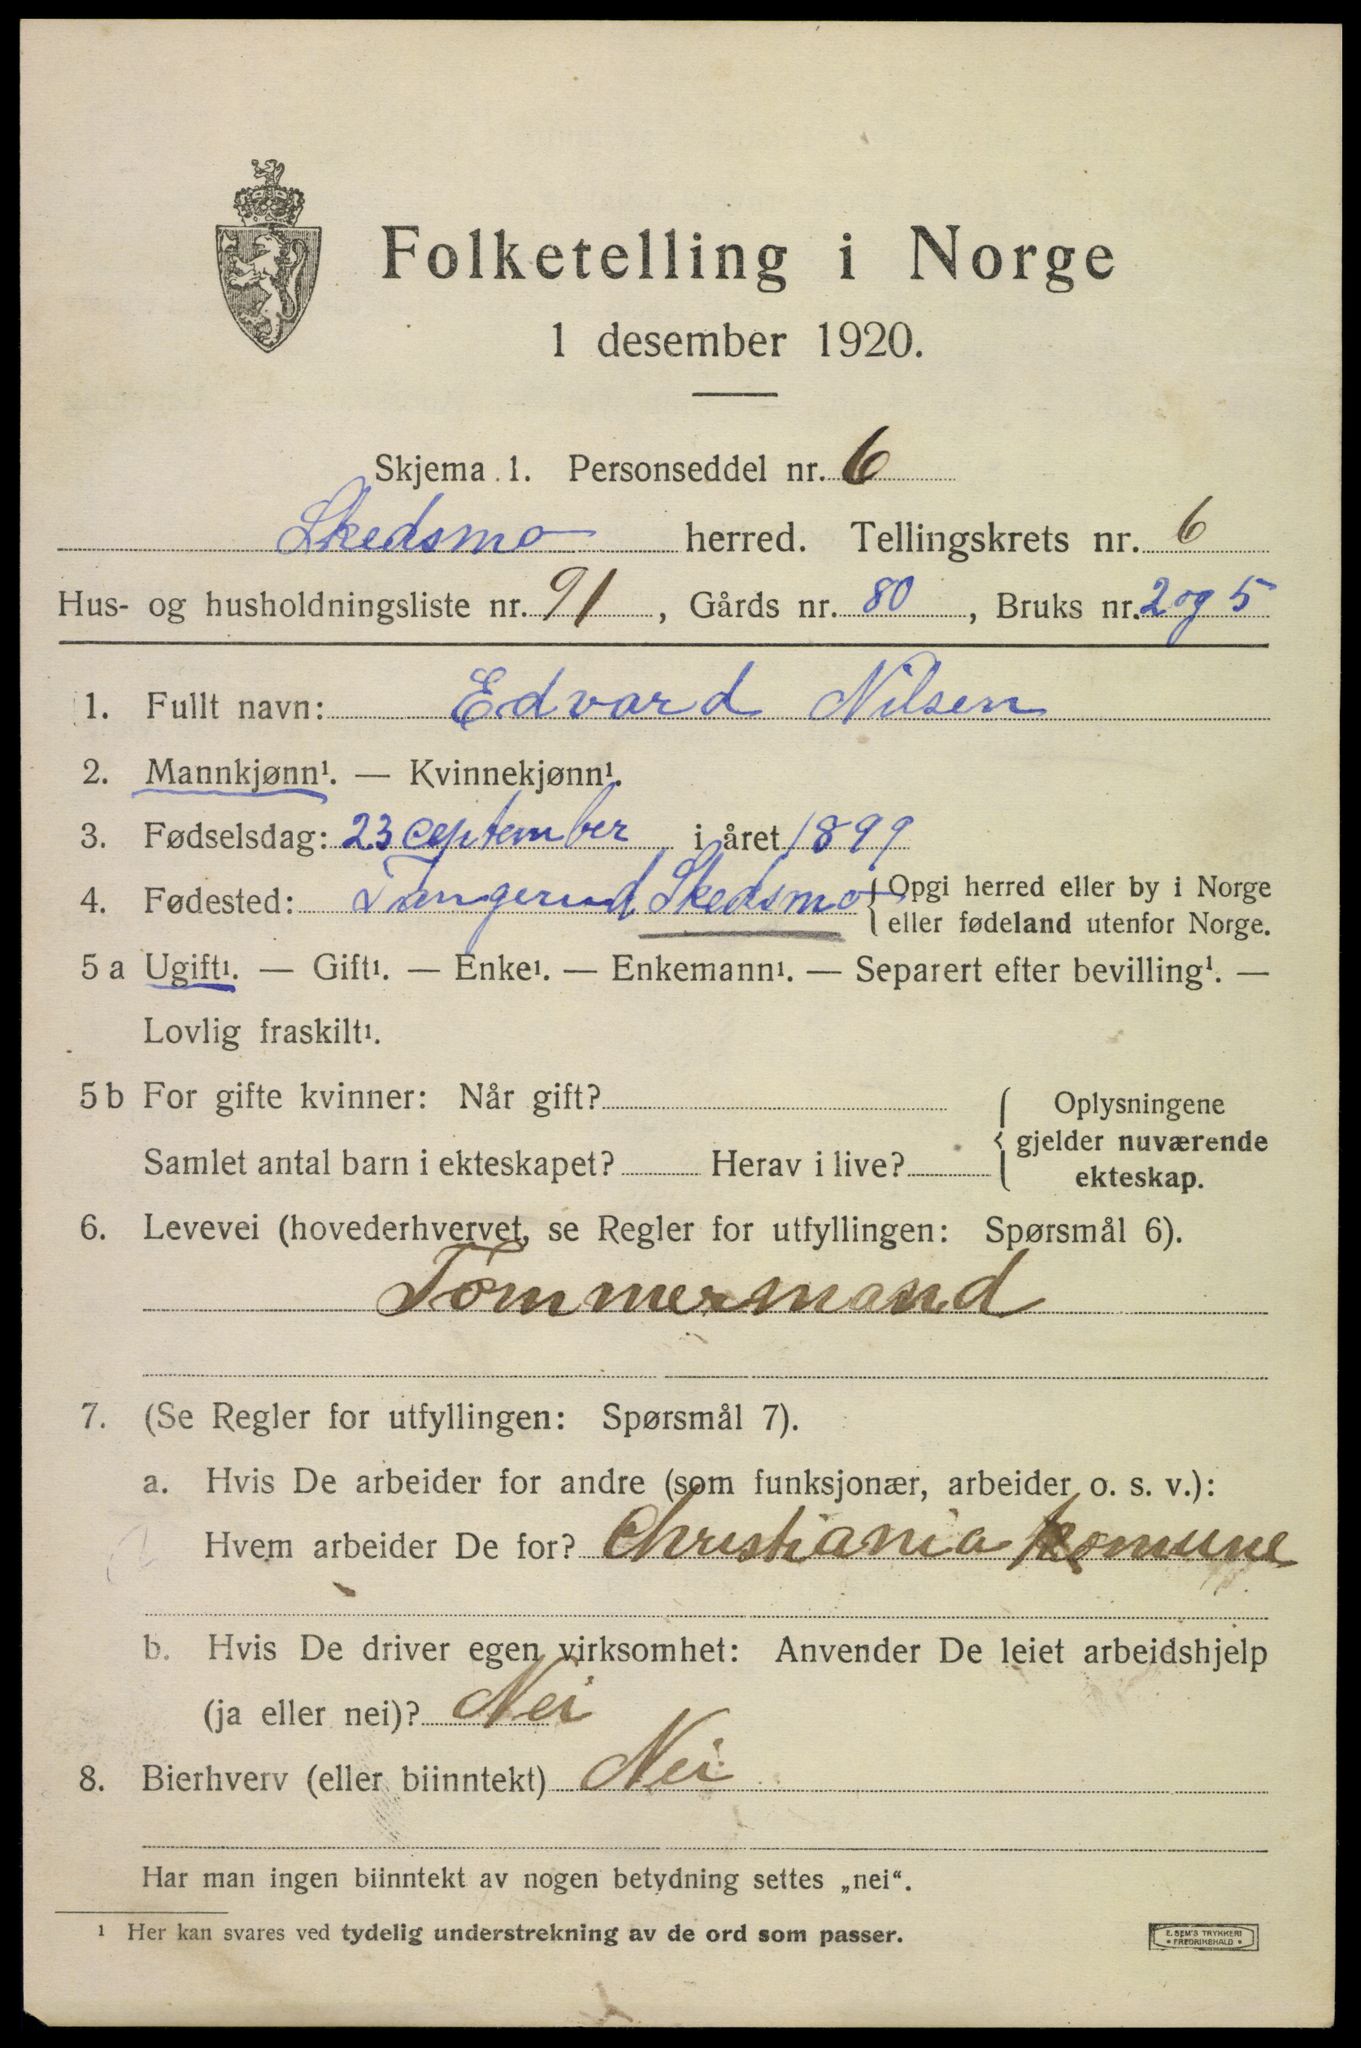 Folketelling i Norge
1 desember 1920.
Skjema 1. Personseddel nr. 6
Skedsmo herred. Tellingskrets nr. 6
Hus- og husholdningsliste nr. 91, Gårds nr. 80, Bruks nr. 2 og 5
1. Fullt navn: Edvard Nilsen
2. Mannkjønn¹. — Kvinnekjønn¹.
3. Fødselsdag: 23 ceptember i året 1899
4. Fødested: Tangerud Skedsmo { Opgi herred eller by i Norge
eller fødeland utenfor Norge.
5 a Ugift¹. — Gift¹. — Enke¹. — Enkemann¹. — Separert efter bevilling¹. —
Lovlig fraskilt¹.
5 b For gifte kvinner: Når gift? { Oplysningene
gjelder nuværende
Samlet antal barn i ekteskapet? Herav i live? ekteskap.
6. Levevei (hovederhvervet, se Regler for utfyllingen: Spørsmål 6).
Tømmermand
7. (Se Regler for utfyllingen: Spørsmål 7).
a. Hvis De arbeider for andre (som funksjonær, arbeider o. s. v.):
Hvem arbeider De for? Christiania Komune
b. Hvis De driver egen virksomhet: Anvender De leiet arbeidshjelp
(ja eller nei)? Nei
8. Bierhverv (eller biinntekt) Nei
Har man ingen biinntekt av nogen betydning settes „nei“.
¹ Her kan svares ved tydelig understrekning av de ord som passer.
E. SEM'S TRYKKERI
• FREDRIKSHALD •